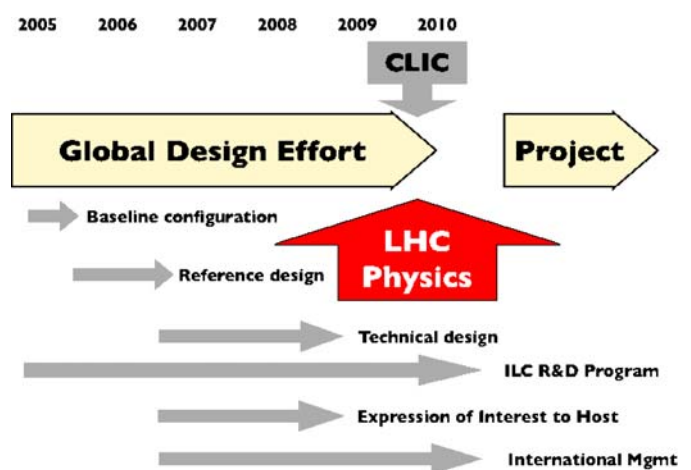 2005 2006 2007 2008 2009 2010
CLIC
Global Design Effort
Project
Baseline configuration
LHC
Physics
Reference design
Technical design
ILC R&D Program
Expression of Interest to Host
International Mgmt